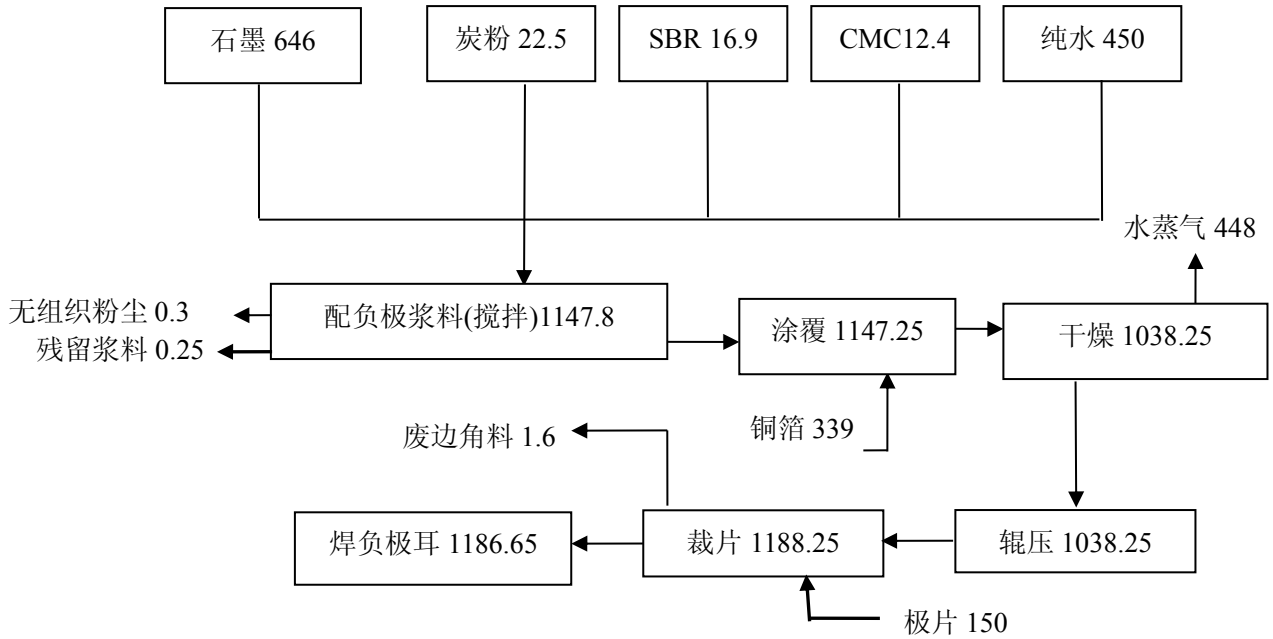 石墨 646
炭粉 22.5
SBR 16.9
CMC12.4
纯水 450
水蒸气 448
无组织粉尘 0.3
残留浆料 0.25
配负极浆料(搅拌)1147.8
涂覆 1147.25
干燥 1038.25
铜箔 339
废边角料 1.6
焊负极耳 1186.65
裁片 1188.25
辊压 1038.25
极片 150